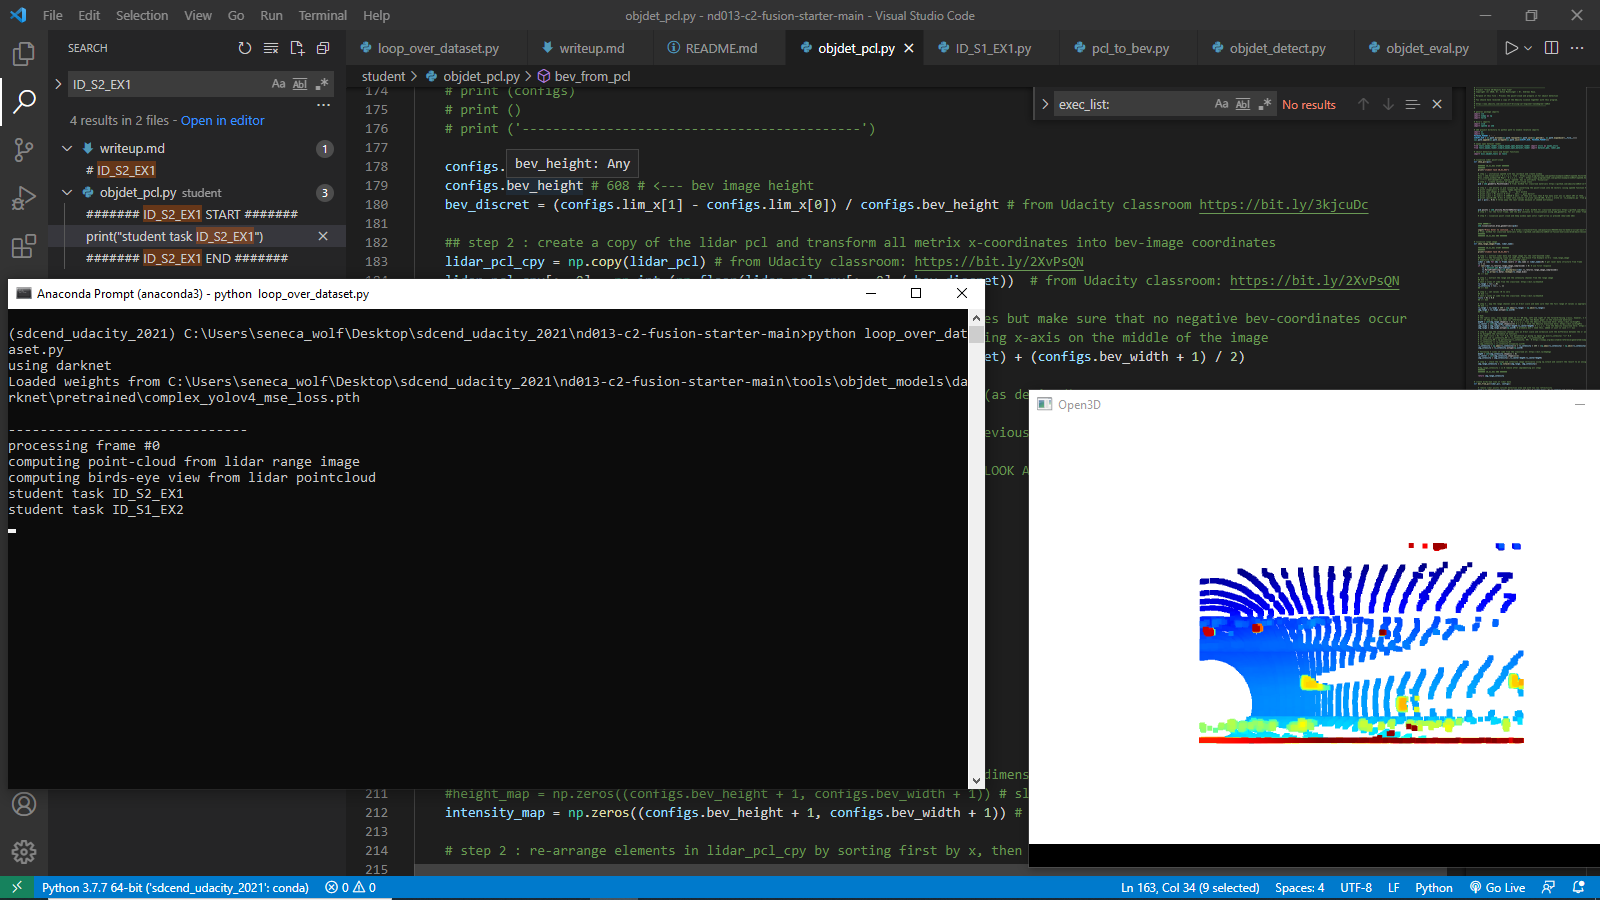 File Edit Selection View Go Run Terminal Help
objdet_pcl.py - nd013-c2-fusion-starter-main - Visual Studio Code
SEARCH
loop_over_dataset.py writeup.md README.md objdet_pcl.py ID_S1_EX1.py pcl_to_bev.py objdet_detect.py objdet_eval.py
ID_S2_EX1 Aa Abl .*
4 results in 2 files - Open in editor
writeup.md 1
# ID_S2_EX1
objdet_pcl.py student 3
####### ID_S2_EX1 START #######
print("student task ID_S2_EX1")
####### ID_S2_EX1 END #######
student > objdet_pcl.py > bev_from_pcl
exec_list: Aa Abl .* No results
174 # print (configs)
175 # print ()
176 # print ('-------------------------------------------')
177
bev_height: Any
178 configs.
179 configs.bev_height # 608 # <--- bev image height
180 bev_discret = (configs.lim_x[1] - configs.lim_x[0]) / configs.bev_height # from Udacity classroom https://bit.ly/3kjcuDc
181
182 ## step 2 : create a copy of the lidar pcl and transform all metrix x-coordinates into bev-image coordinates
183 lidar_pcl_cpy = np.copy(lidar_pcl) # from Udacity classroom: https://bit.ly/2XvPsQN
# from Udacity classroom: https://bit.ly/2XvPsQN
es but make sure that no negative bev-coordinates occur
ing x-axis on the middle of the image
et) + (configs.bev_width + 1) / 2)
(as de
evious
LOOK A
dimens
211 #height_map = np.zeros((configs.bev_height + 1, configs.bev_width + 1)) # sl
212 intensity_map = np.zeros((configs.bev_height + 1, configs.bev_width + 1)) #
213
214 # step 2 : re-arrange elements in lidar_pcl_cpy by sorting first by x, then
215
Anaconda Prompt (anaconda3) - python loop_over_dataset.py
(sdcend_udacity_2021) C:\Users\seneca_wolf\Desktop\sdcend_udacity_2021\nd013-c2-fusion-starter-main>python loop_over_dat
aset.py
using darknet
Loaded weights from C:\Users\seneca_wolf\Desktop\sdcend_udacity_2021\nd013-c2-fusion-starter-main\tools\objdet_models\da
rknet\pretrained\complex_yolov4_mse_loss.pth
------------------------------
processing frame #0
computing point-cloud from lidar range image
computing birds-eye view from lidar pointcloud
student task ID_S2_EX1
student task ID_S1_EX2
Open3D
Python 3.7.7 64-bit ('sdcend_udacity_2021': conda) 0 0
Ln 163, Col 34 (9 selected) Spaces: 4 UTF-8 LF Python Go Live